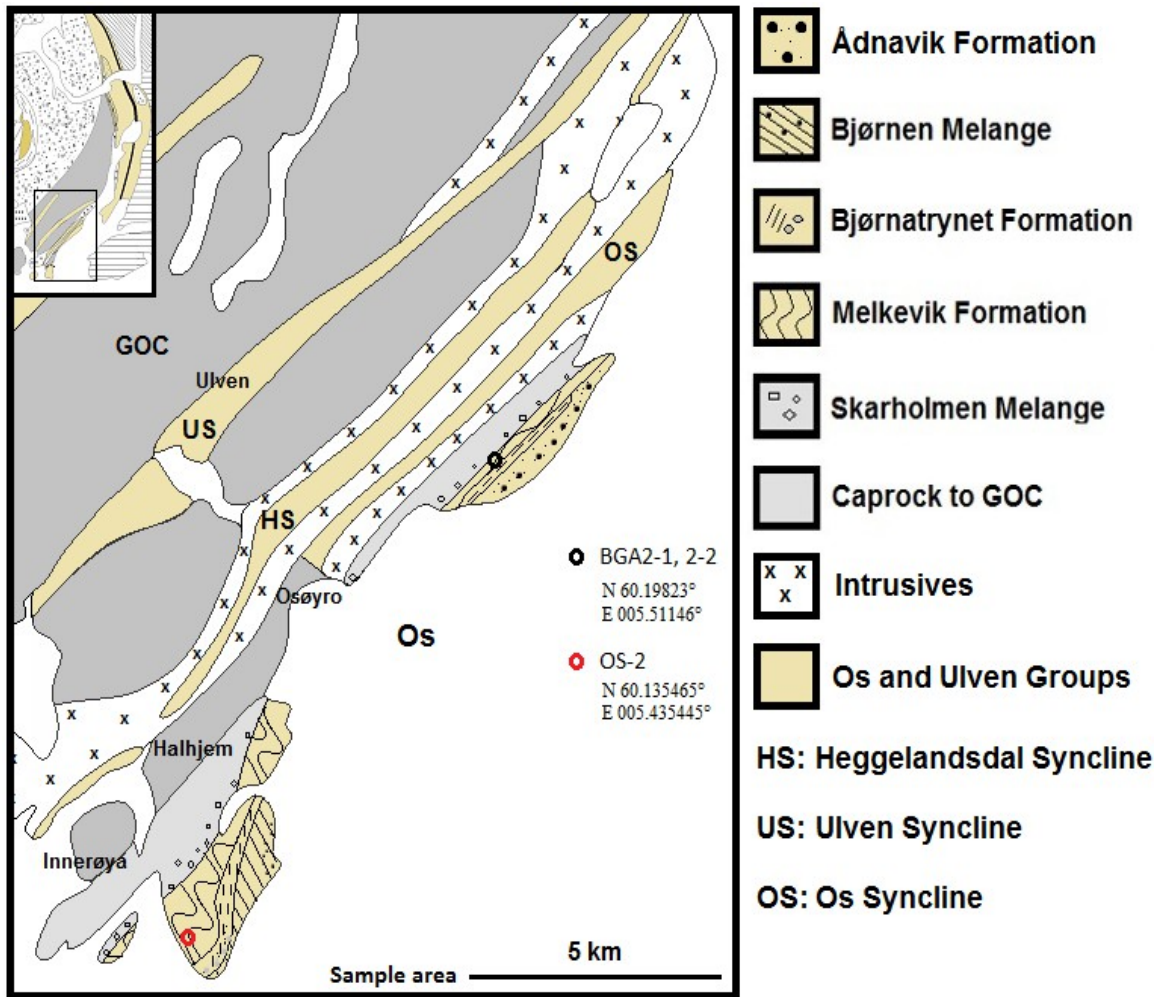 GOC
Ulven
US
OS
HS
Osøyro
Os
BGA2-1, 2-2
N 60.19823°
E 005.51146°
OS-2
N 60.135465°
E 005.435445°
Halhjem
Innerøya
5 km
Sample area
Ådnavik Formation
Bjørnen Melange
Bjørnatrynet Formation
Melkevik Formation
Skarholmen Melange
Caprock to GOC
X X
X
Intrusives
Os and Ulven Groups
HS: Heggelandsdal Syncline
US: Ulven Syncline
OS: Os Syncline